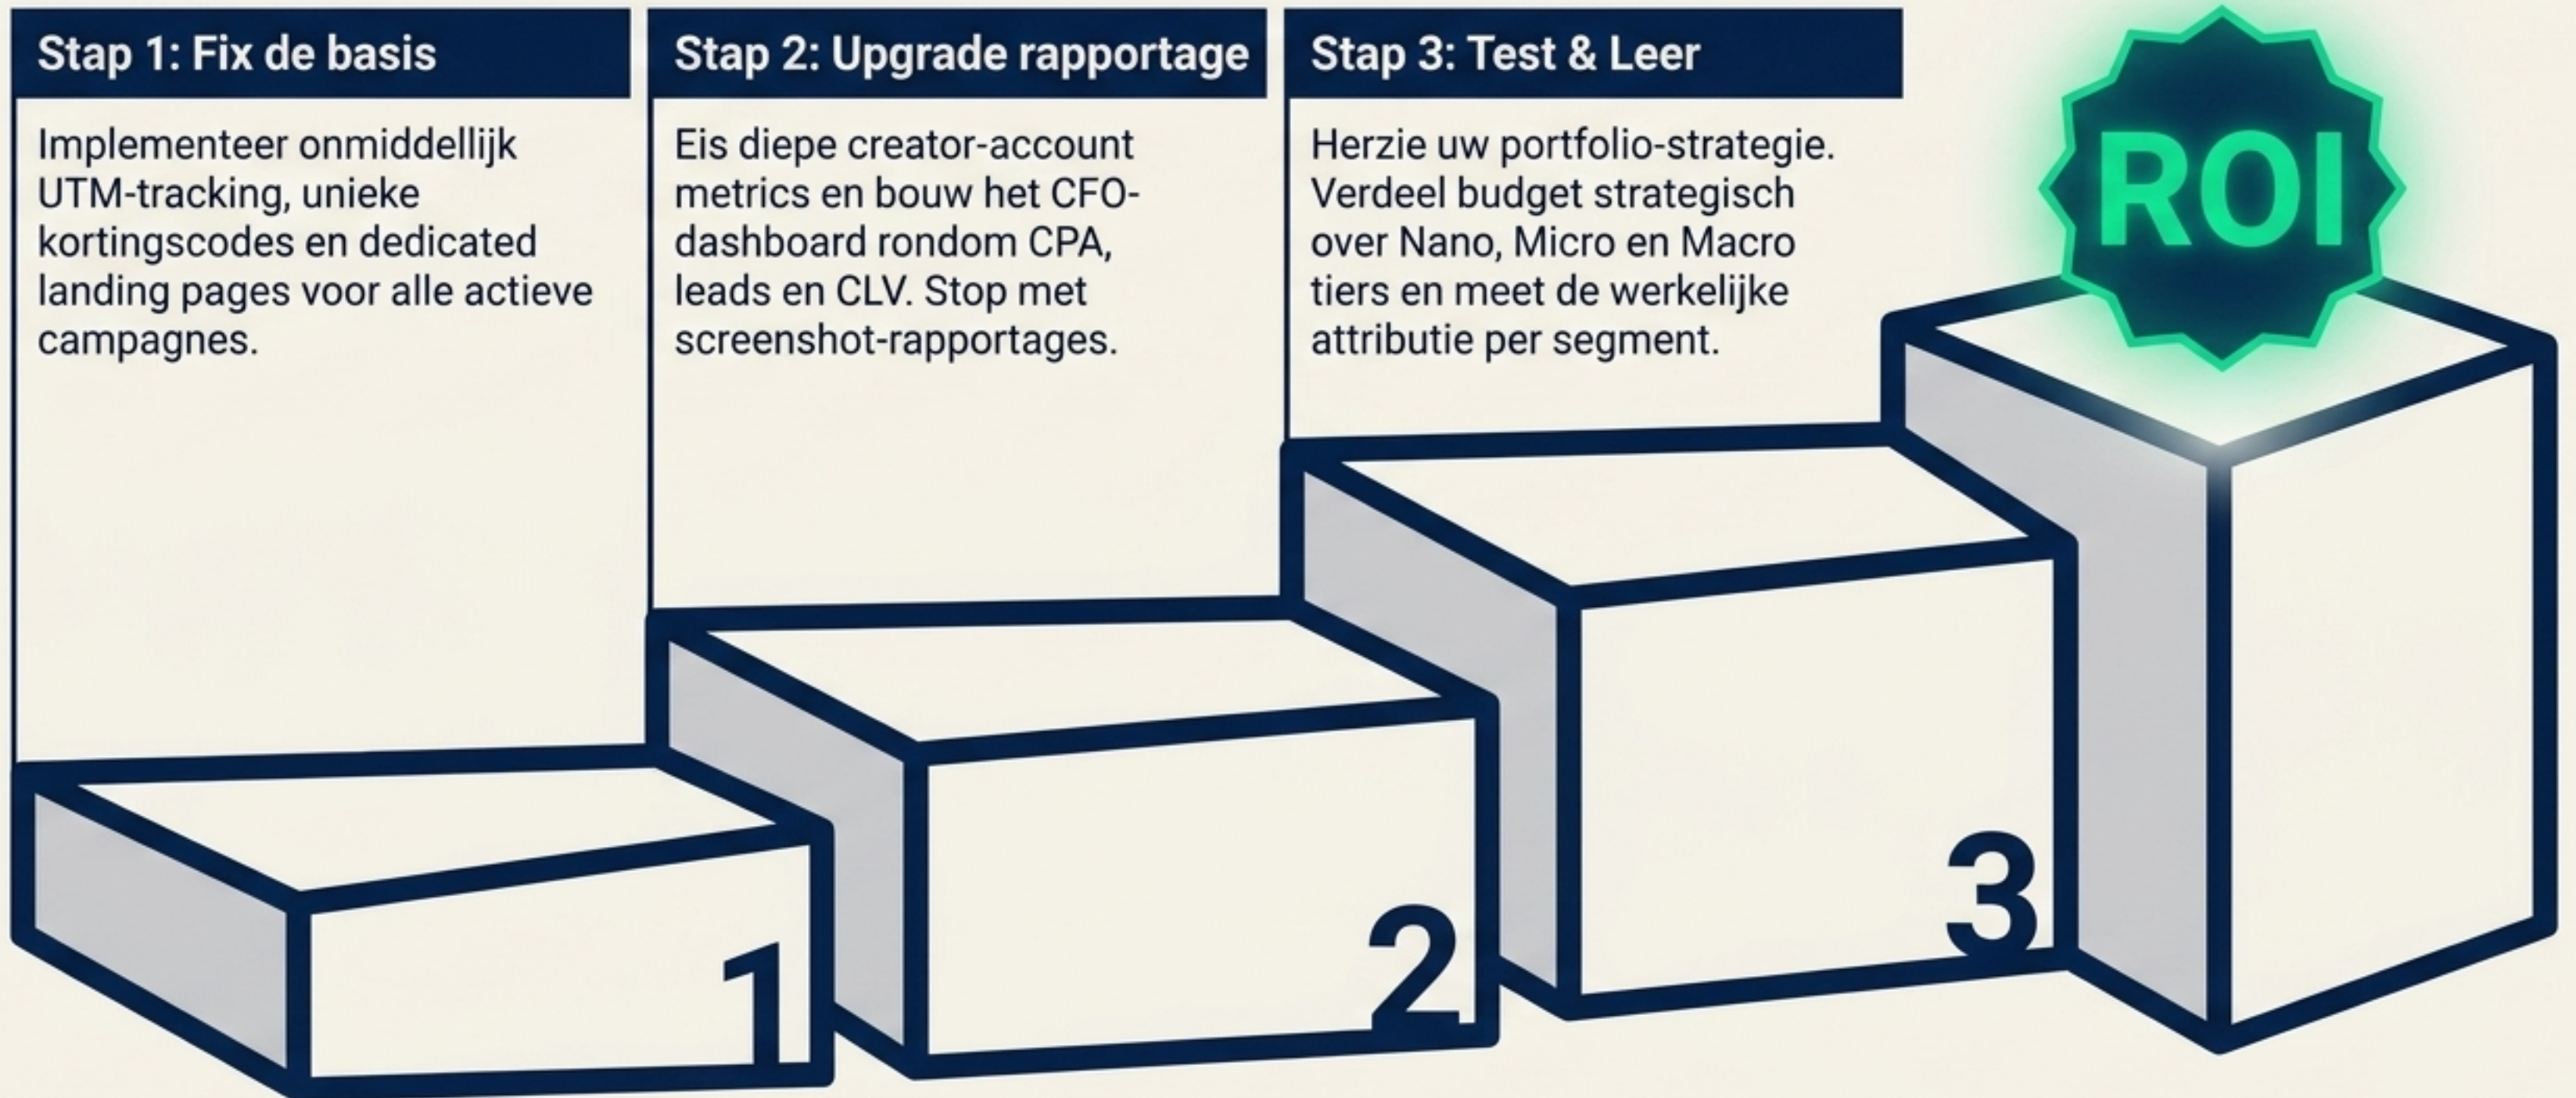 Stap 1: Fix de basis
Implementeer onmiddellijk
UTM-tracking, unieke
kortingscodes en dedicated
landing pages voor alle actieve
campagnes.
Stap 2: Upgrade rapportage
Eis diepe creator-account
metrics en bouw het CFO-
dashboard rondom CPA,
leads en CLV. Stop met
screenshot-rapportages.
Stap 3: Test & Leer
Herzie uw portfolio-strategie.
Verdeel budget strategisch
over Nano, Micro en Macro
tiers en meet de werkelijke
attributie per segment.
ROI
1
2
3